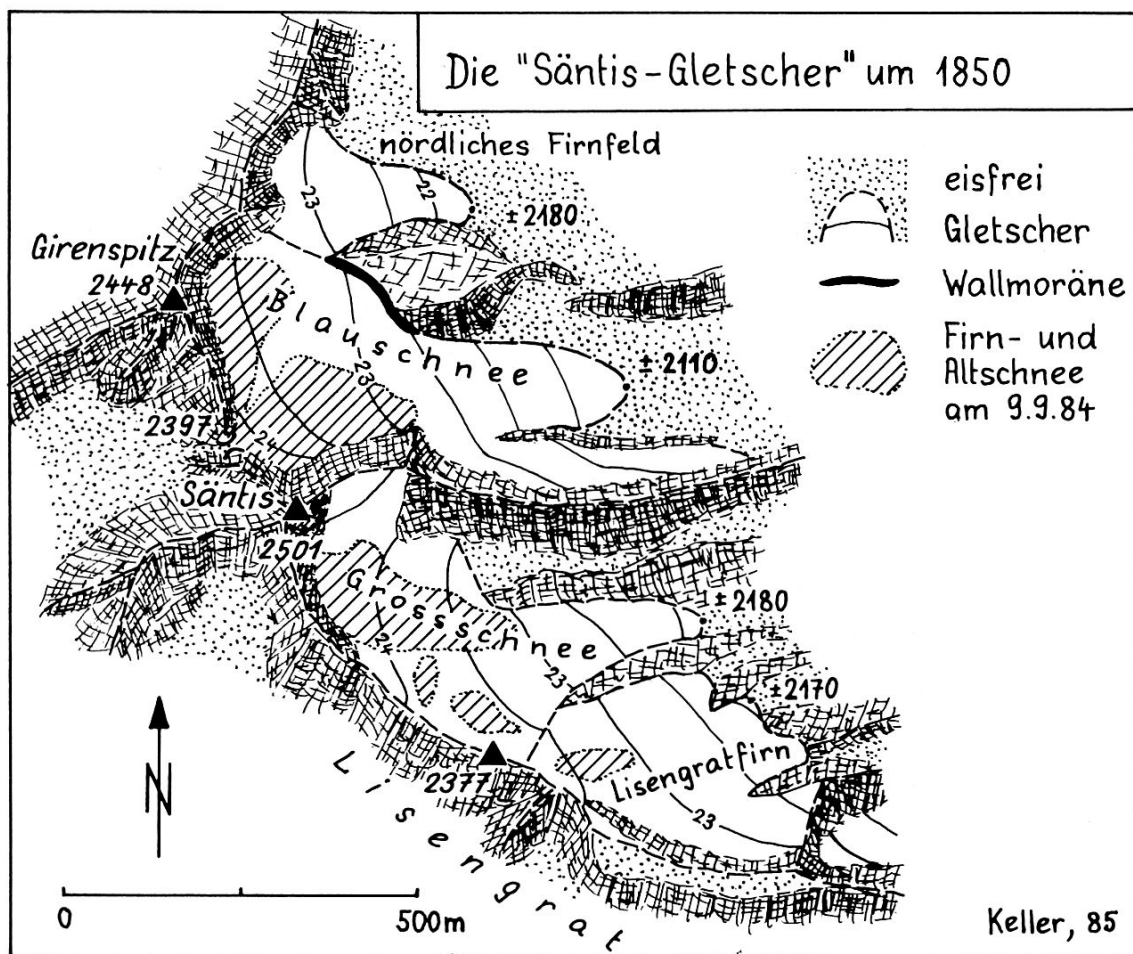 Die "Säntis-Gletscher" um 1850
nördliches Firnfeld
23
22
± 2180
eisfrei
Gletscher
Wallmoräne
Firn- und
Altschnee
am 9.9.84
Girenspitz
2448
Blauschnee
23
± 2110
2397
24
Säntis
2501
Grossschnee
24
23
± 2180
± 2170
2377
Lisengratfirn
23
Lisengrat
N
0
500m
Keller, 85